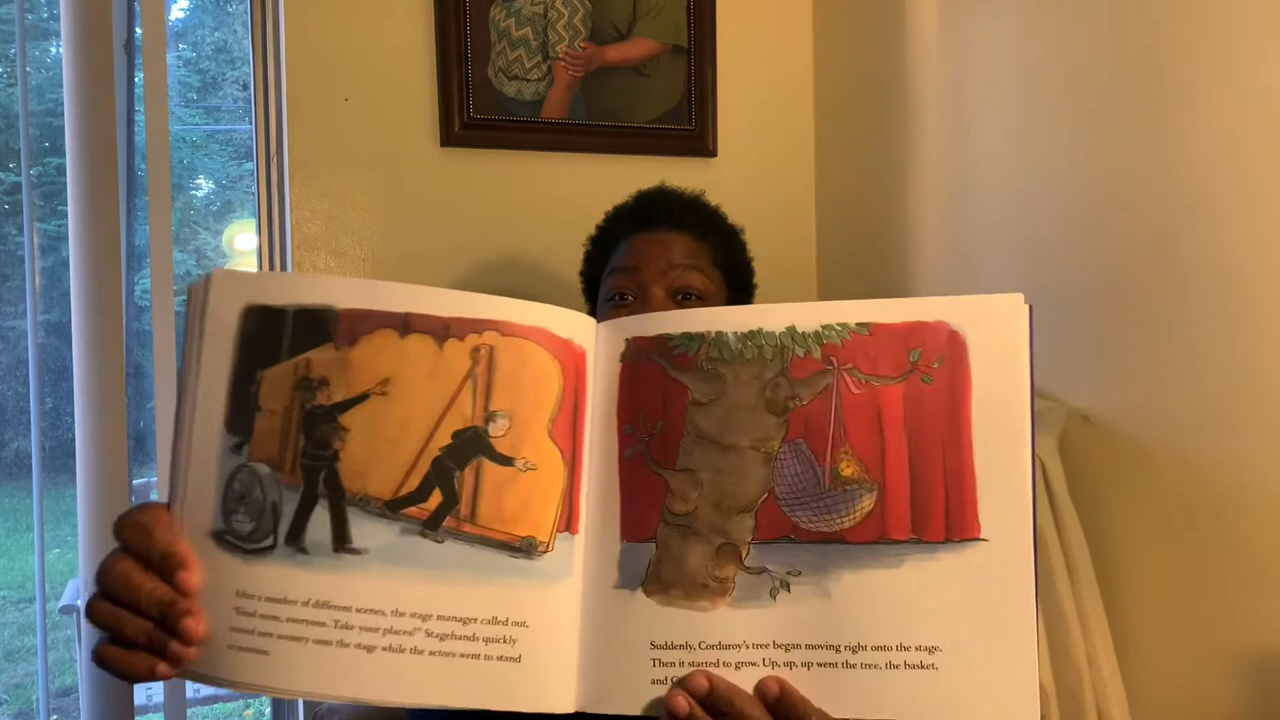 After a number of different scenes, the stage manager called out,
"Final scene, everyone. Take your places!" Stagehands quickly
moved new scenery onto the stage while the actors went to stand
in position.
Suddenly, Corduroy's tree began moving right onto the stage.
Then it started to grow. Up, up, up went the tree, the basket,
and